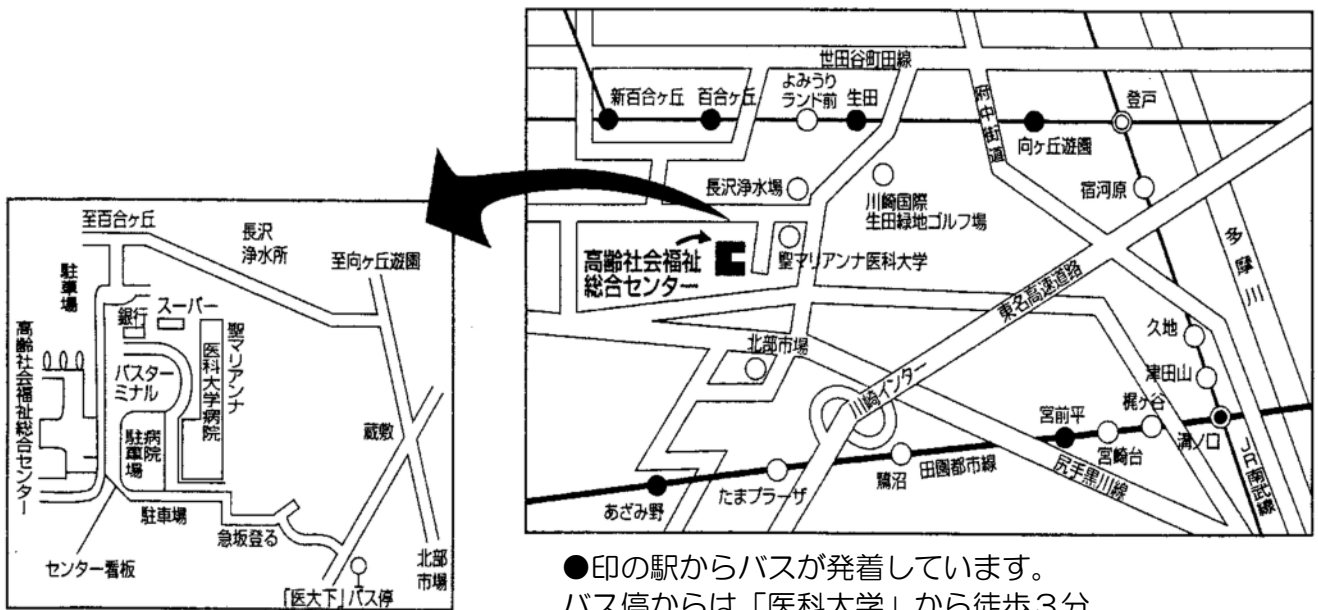 世田谷町田線
新百合ヶ丘
百合ヶ丘
よみうり
ランド前
生田
府中街道
向ヶ丘遊園
登戸
宿河原
長沢浄水場
川崎国際
生田緑地ゴルフ場
多摩川
高齢社会福祉
総合センター
聖マリアンナ医科大学
東名高速道路
久地
北部市場
津田山
川崎インター
梶ヶ谷
宮前平
溝ノ口
宮崎台
JR南武線
鷺沼
田園都市線
尻手黒川線
たまプラーザ
あざみ野
至百合ヶ丘
長沢
浄水所
至向ヶ丘遊園
駐車場
スーパー
銀行
聖マリアンナ
医科大学病院
高齢社会福祉総合センター
バスター
ミナル
病院
駐車場
蔵敷
駐車場
急坂登る
センター看板
北部
市場
「医大下」バス停
●印の駅からバスが発着しています。
バス停からは「医科大学」から徒歩3分